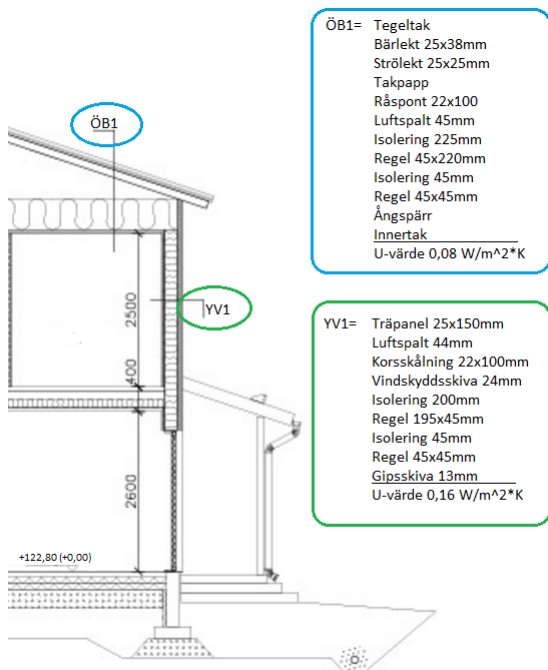 ÖB1= Tegeltak
Bärlekt 25x38mm
Strölekt 25x25mm
Takpapp
Råspont 22x100
Luftspalt 45mm
Isolering 225mm
Regel 45x220mm
Isolering 45mm
Regel 45x45mm
Ångspärr
Innertak
U-värde 0,08 W/m^2*K
ÖB1
2500
YV1
400
2600
+122,80 (+0,00)
YV1= Träpanel 25x150mm
Luftspalt 44mm
Korsskålning 22x100mm
Vindskyddsskiva 24mm
Isolering 200mm
Regel 195x45mm
Isolering 45mm
Regel 45x45mm
Gipsskiva 13mm
U-värde 0,16 W/m^2*K